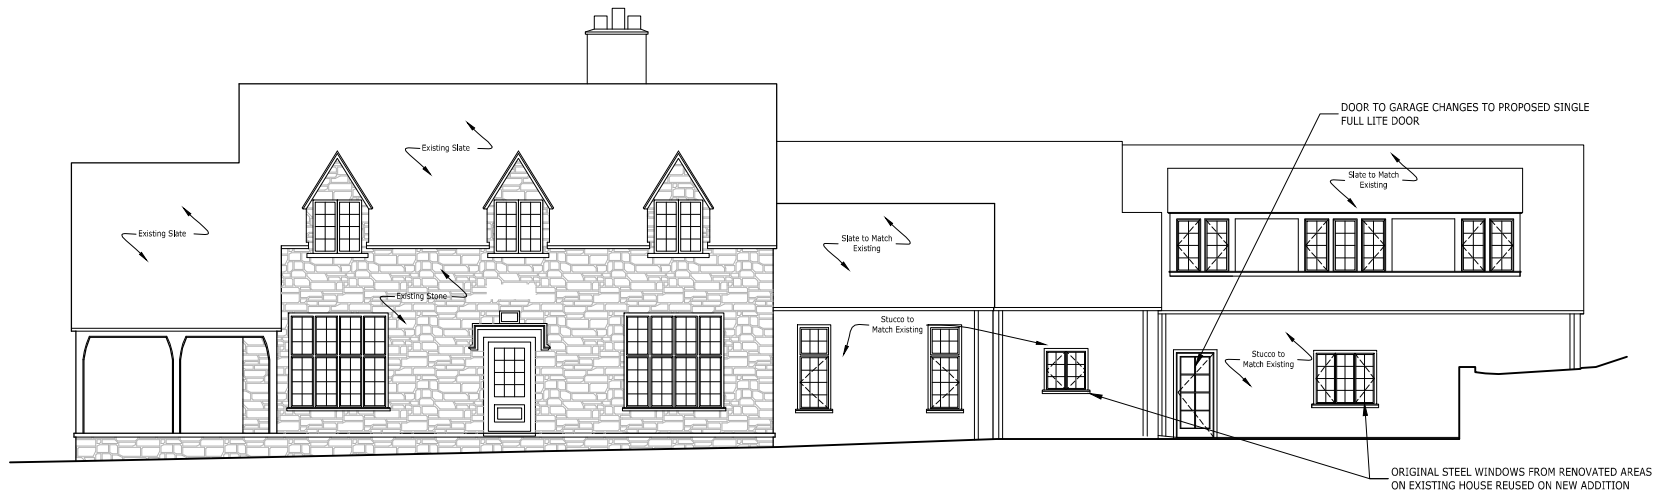 DOOR TO GARAGE CHANGES TO PROPOSED SINGLE
FULL LITE DOOR
Existing Slate
Slate to Match
Existing
Existing Slate
Slate to Match
Existing
Existing Stone
Stucco to
Match Existing
Stucco to
Match Existing
ORIGINAL STEEL WINDOWS FROM RENOVATED AREAS
ON EXISTING HOUSE REUSED ON NEW ADDITION